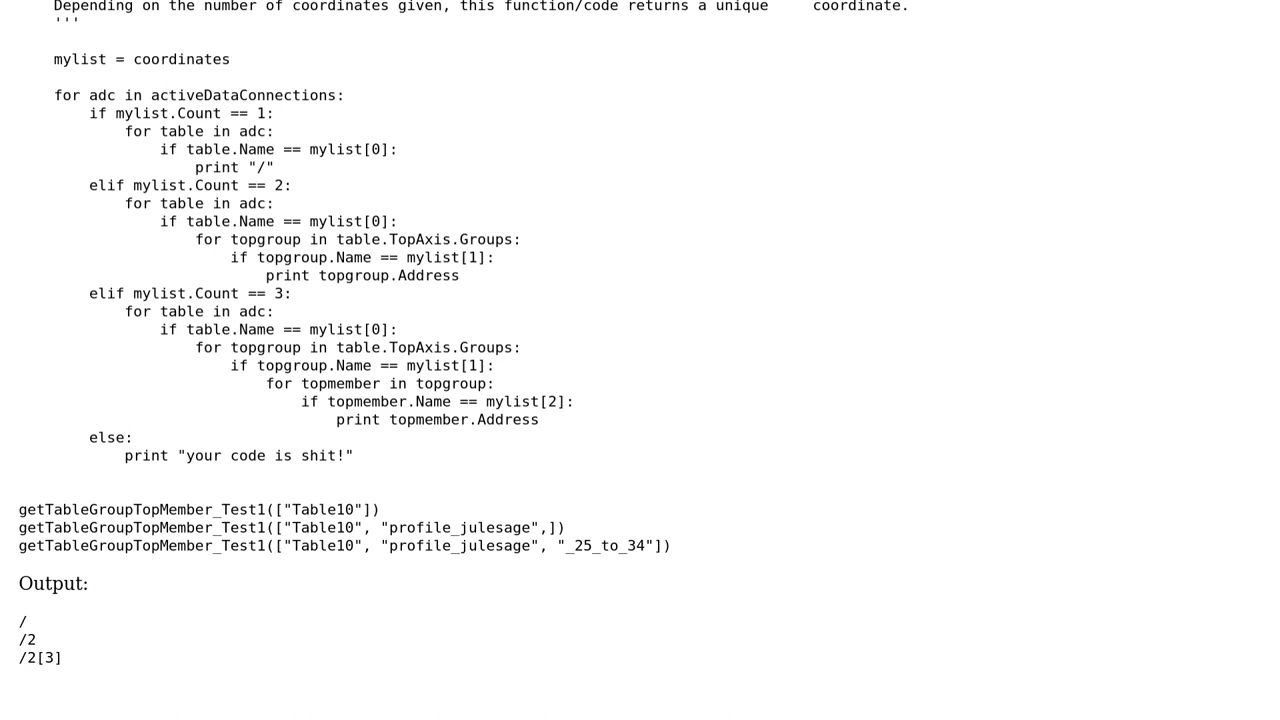 Depending on the number of coordinates given, this function/code returns a unique     coordinate.
    '''
    mylist = coordinates
    for adc in activeDataConnections:
        if mylist.Count == 1:
            for table in adc:
                if table.Name == mylist[0]:
                    print "/"
        elif mylist.Count == 2:
            for table in adc:
                if table.Name == mylist[0]:
                    for topgroup in table.TopAxis.Groups:
                        if topgroup.Name == mylist[1]:
                            print topgroup.Address
        elif mylist.Count == 3:
            for table in adc:
                if table.Name == mylist[0]:
                    for topgroup in table.TopAxis.Groups:
                        if topgroup.Name == mylist[1]:
                            for topmember in topgroup:
                                if topmember.Name == mylist[2]:
                                    print topmember.Address
        else:
            print "your code is shit!"
getTableGroupTopMember_Test1(["Table10"])
getTableGroupTopMember_Test1(["Table10", "profile_julesage",])
getTableGroupTopMember_Test1(["Table10", "profile_julesage", "_25_to_34"])
Output:
/
/2
/2[3]